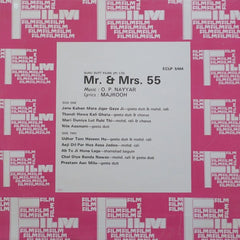 ECLP 5484
GURU DUTT FILMS (P) LTD.
Mr. & Mrs. 55
Music : O. P. NAYYAR
Lyrics : MAJROOH
SIDE ONE
Jane Kahan Mera Jigar Gaya Ji—geeta dutt & mohd. rafi
Thandi Hawa Kali Ghata—geeta dutt & chorus
Meri Duniya Lut Rahi Thi—mohd. rafi & chorus
Nile Aasmani—geeta dutt
SIDE TWO
Udhar Tum Haseen Ho—geeta dutt & mohd. rafi
Aaji Dil Par Hua Aesa Jadoo—mohd. rafi
Ab To Ji Hone Laga—shamshad begum
Chal Diye Banda Nawaz—mohd. rafi & geeta dutt
Preetam Aan Milo—geeta dutt
FILM